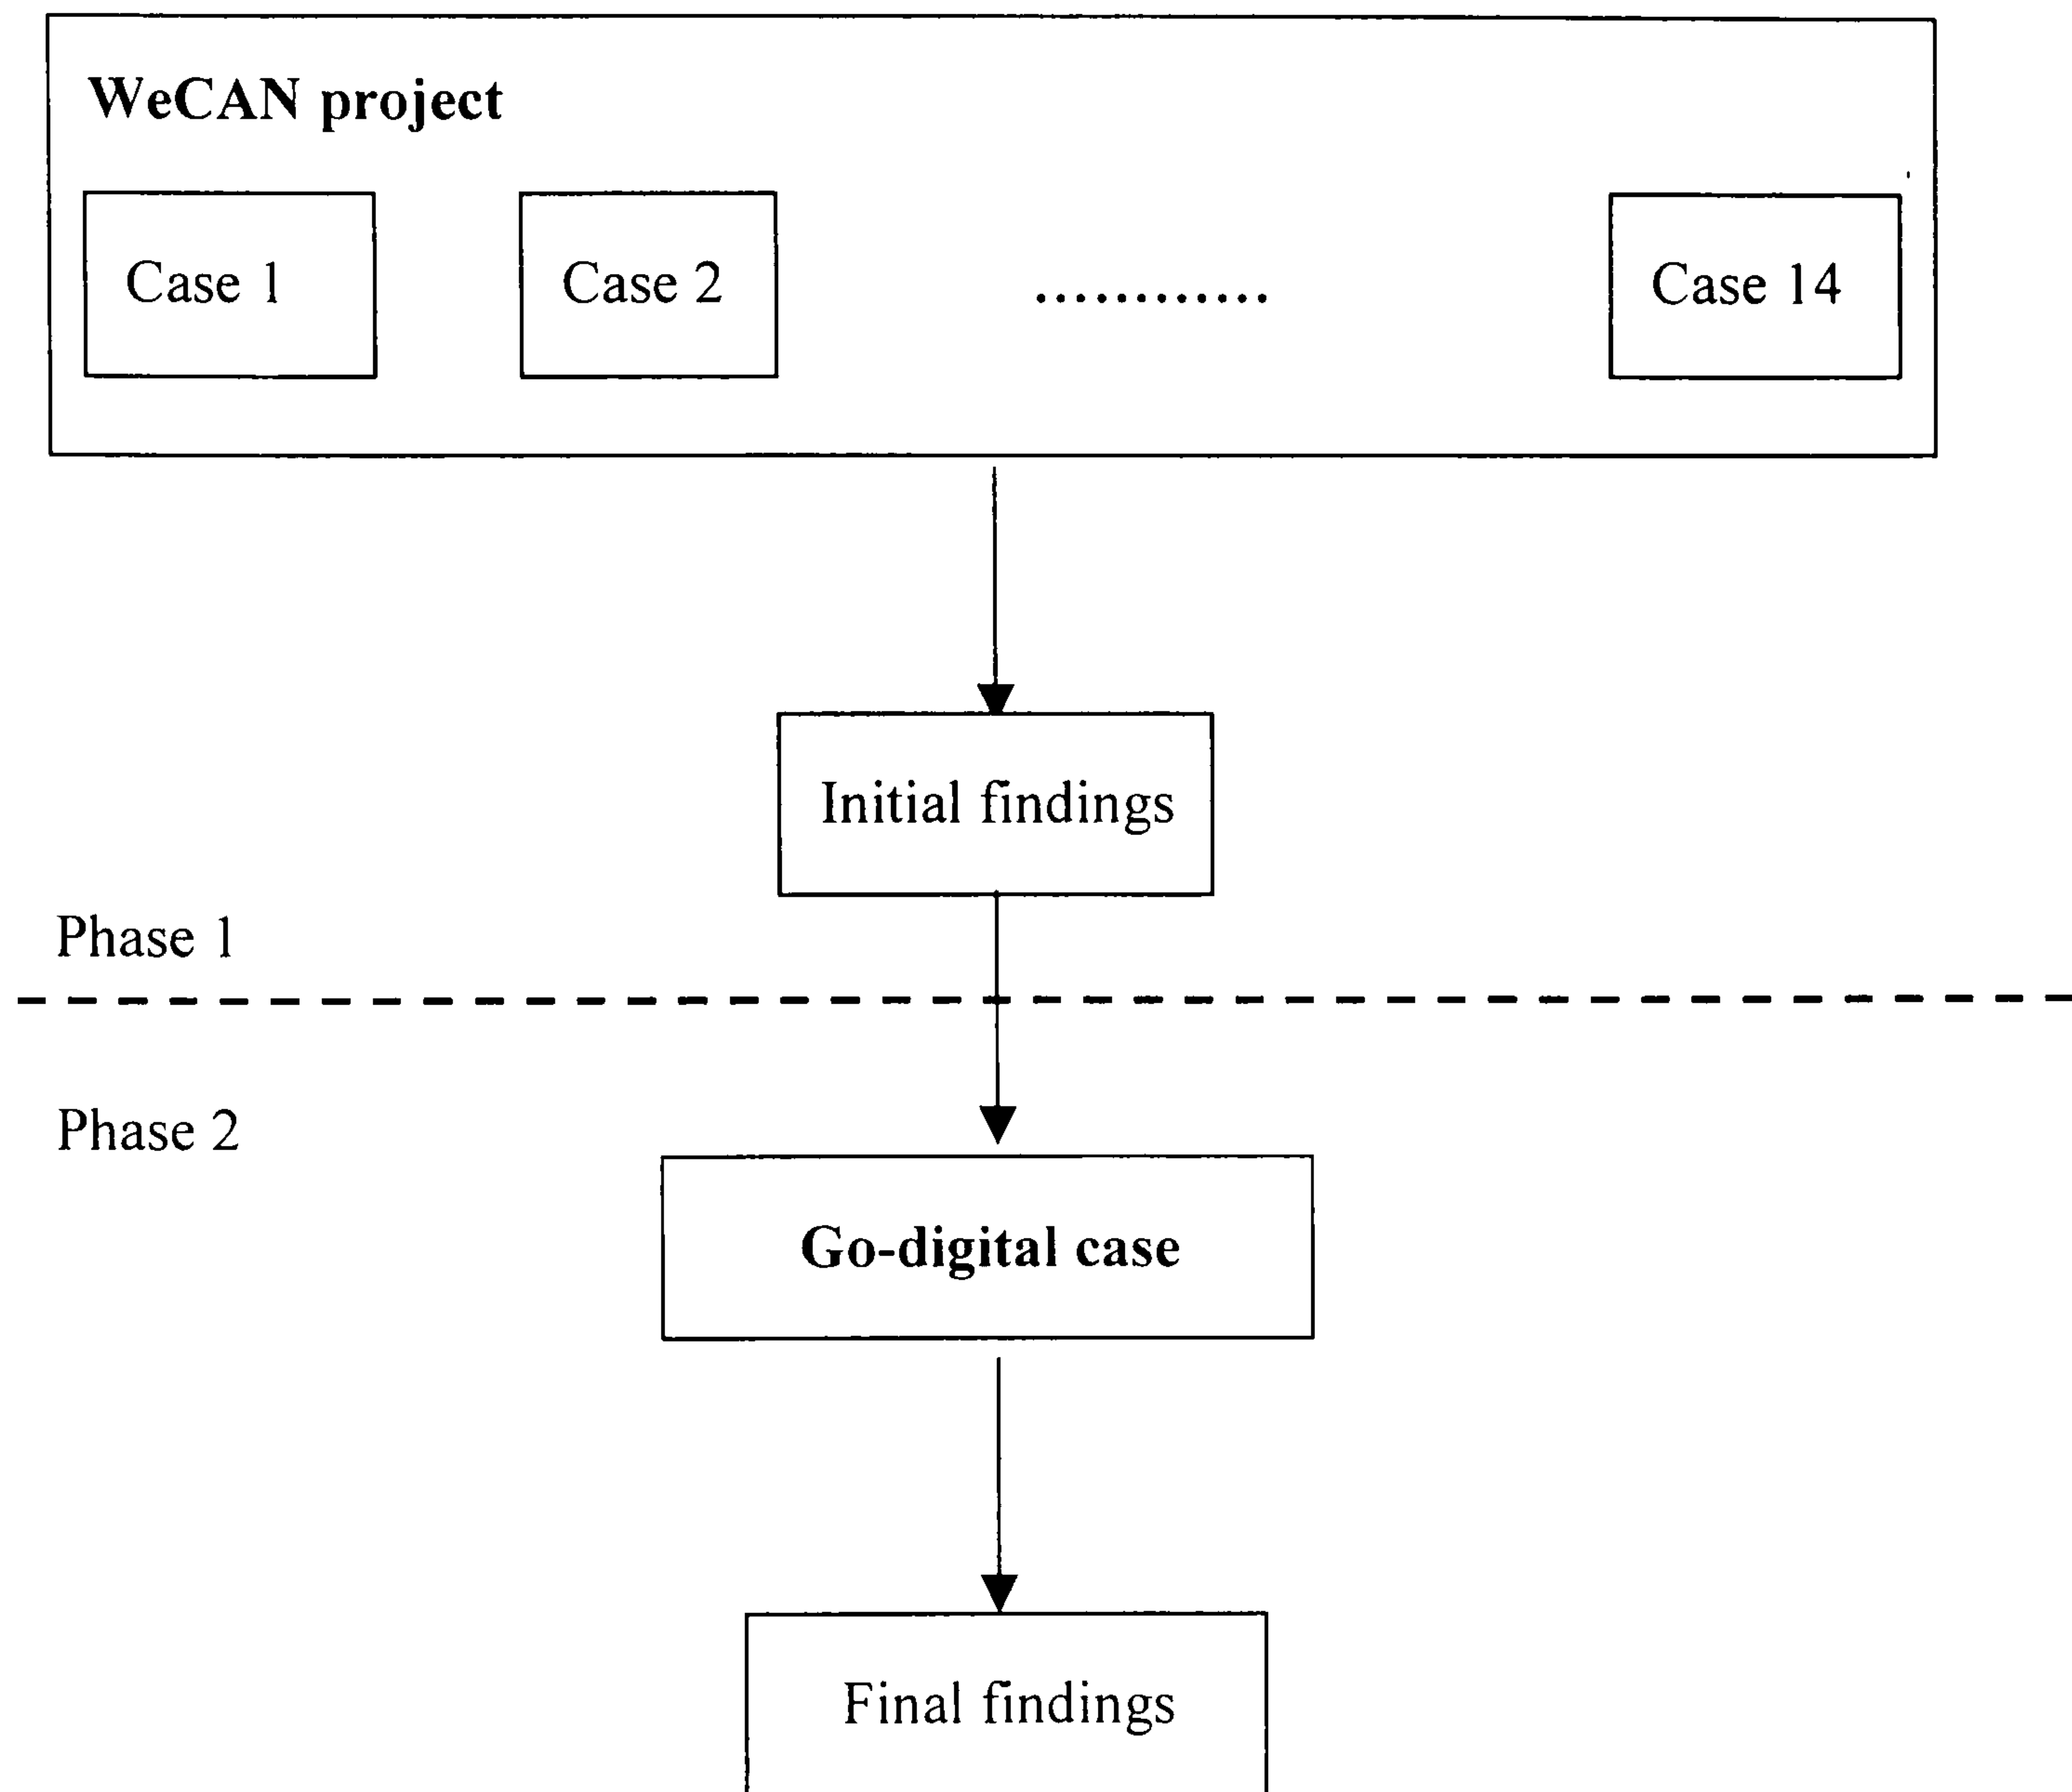 WeCAN project
Case 1 Case 2 ............ Case 14
Initial findings
Phase 1
Phase 2
Go-digital case
Final findings